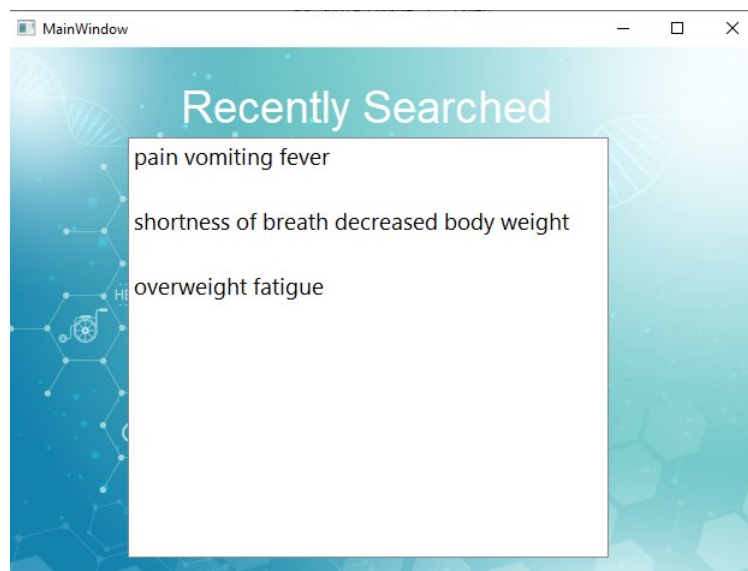 MainWindow
Recently Searched
pain vomiting fever
shortness of breath decreased body weight
overweight fatigue